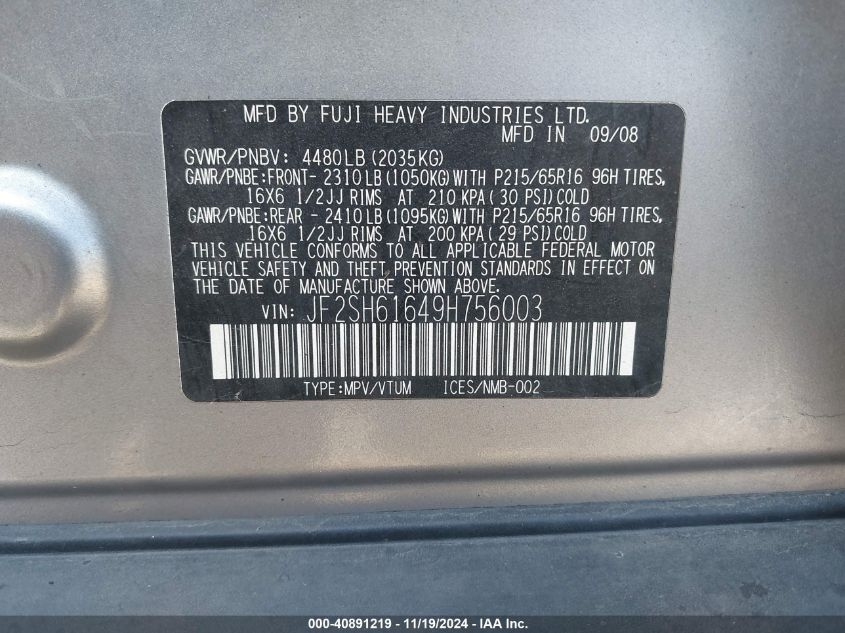 MFD BY FUJI HEAVY INDUSTRIES LTD.
MFD IN 09/08
GVWR/PNBV: 4480LB(2035KG)
GAWR/PNBE:FRONT- 2310LB(1050KG)WITH P215/65R16 96H TIRES,
16X6 1/2JJ RIMS AT 210 KPA(30 PSI)COLD
GAWR/PNBE:REAR - 2410LB(1095KG)WITH P215/65R16 96H TIRES,
16X6 1/2JJ RIMS AT 200 KPA(29 PSI)COLD
THIS VEHICLE CONFORMS TO ALL APPLICABLE FEDERAL MOTOR
VEHICLE SAFETY AND THEFT PREVENTION STANDARDS IN EFFECT ON
THE DATE OF MANUFACTURE SHOWN ABOVE.
VIN: JF2SH61649H756003
TYPE:MPV/VTUM ICES/NMB-002
000-40891219 - 11/19/2024 - IAA Inc.